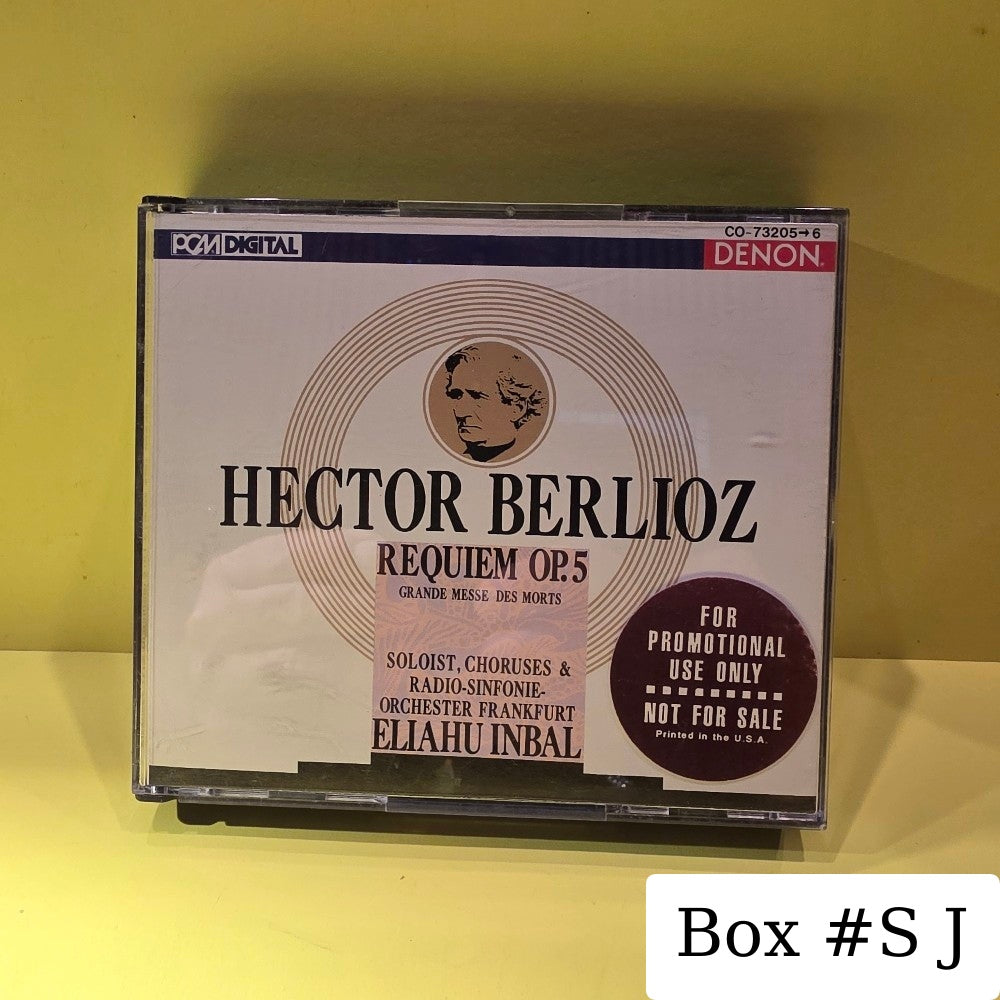 CO-73205→6
PCM DIGITAL
DENON
HECTOR BERLIOZ
REQUIEM OP.5
GRANDE MESSE DES MORTS
SOLOIST, CHORUSES &
RADIO-SINFONIE-
ORCHESTER FRANKFURT
ELIAHU INBAL
FOR
PROMOTIONAL
USE ONLY
NOT FOR SALE
Printed in the U.S.A.
Box #S J